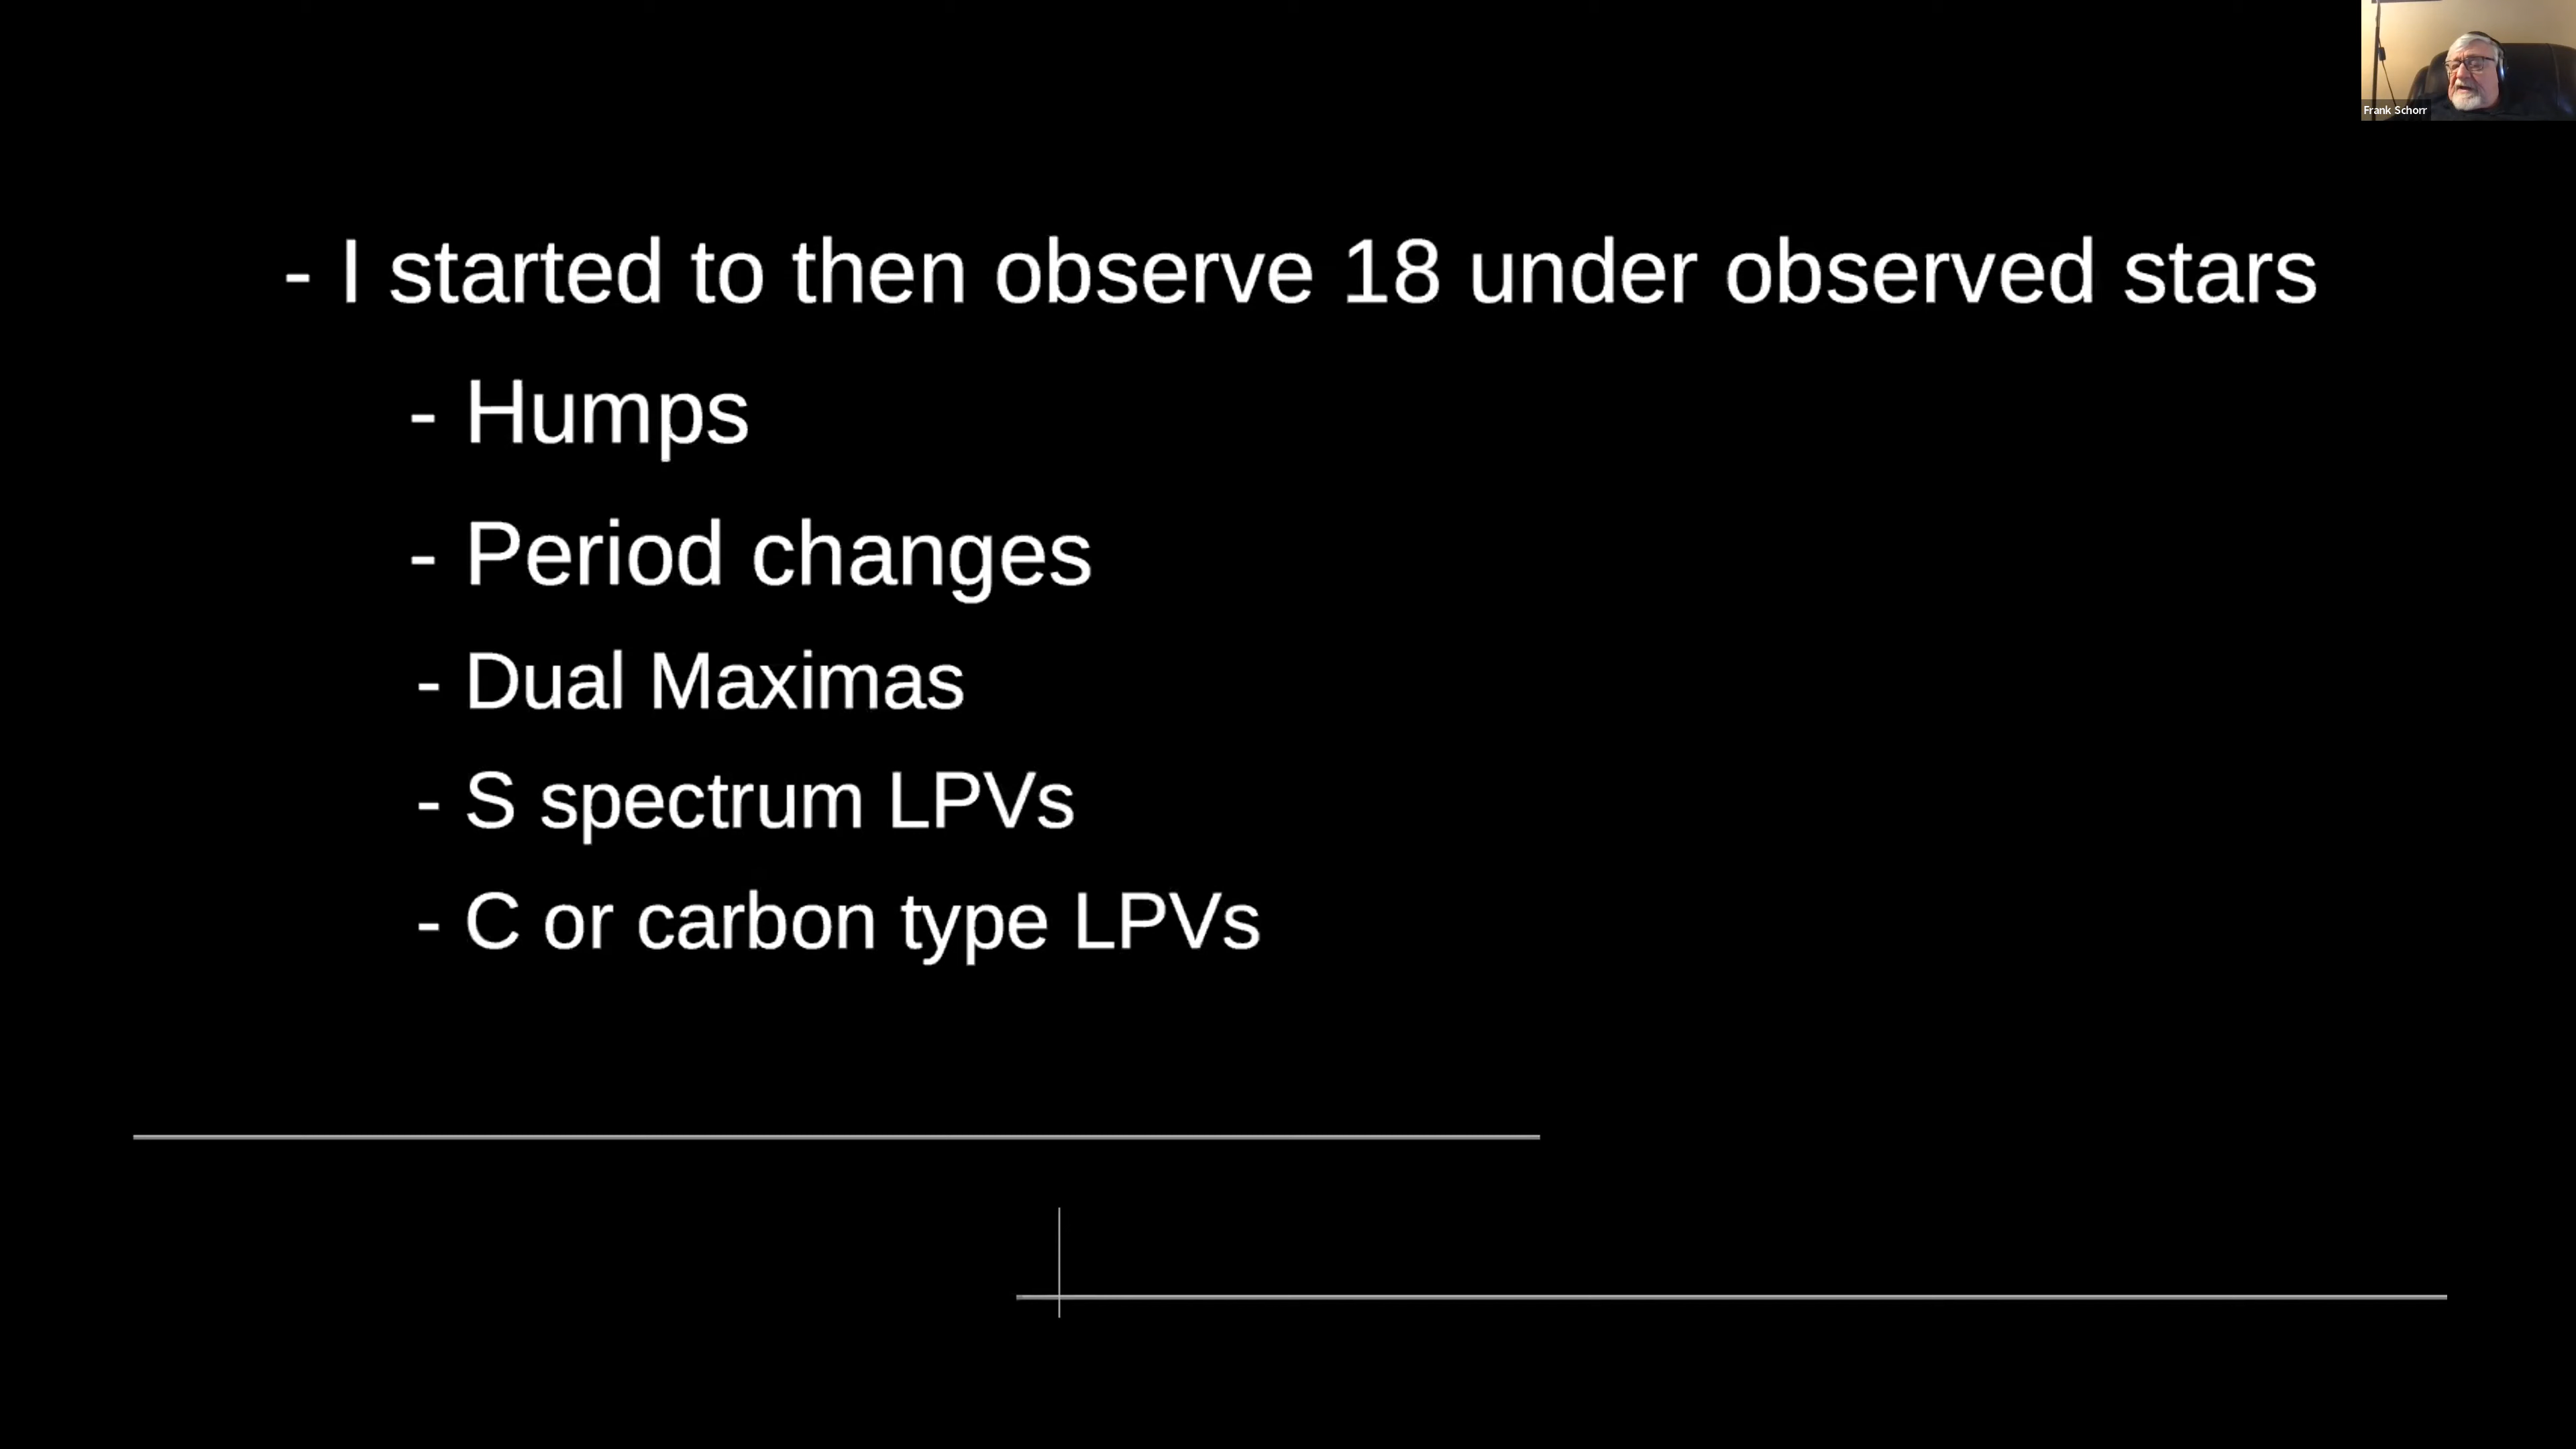 Frank Schorr
- I started to then observe 18 under observed stars
- Humps
- Period changes
- Dual Maximas
- S spectrum LPVs
- C or carbon type LPVs